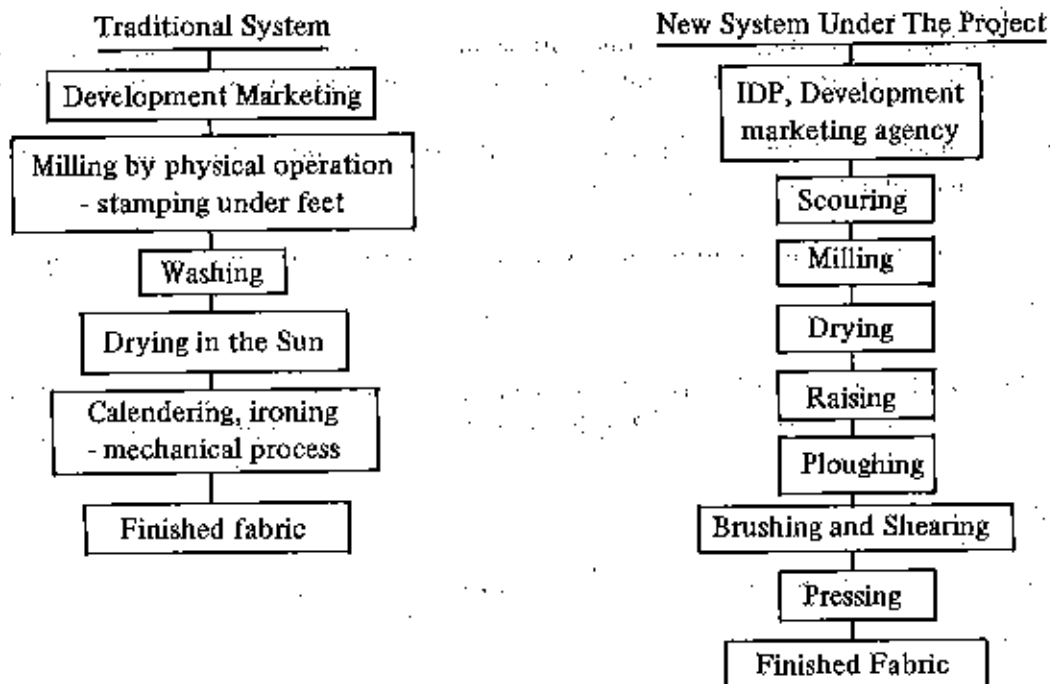 Traditional System
Development Marketing
Milling by physical operation
- stamping under feet
Washing
Drying in the Sun
Calendering, ironing
- mechanical process
Finished fabric
New System Under The Project
IDP, Development
marketing agency
Scouring
Milling
Drying
Raising
Ploughing
Brushing and Shearing
Pressing
Finished Fabric